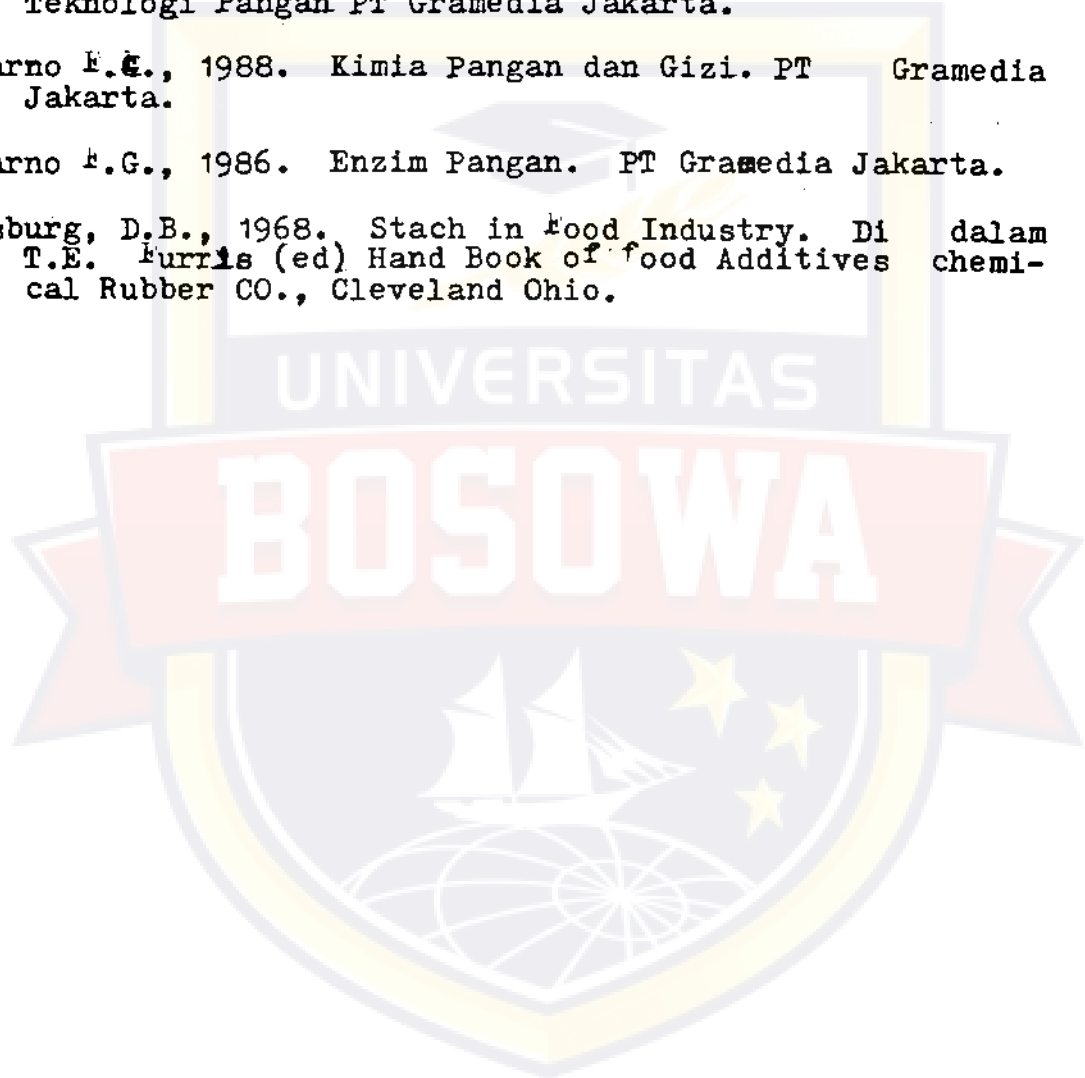 Teknologi Pangan PT Gramedia Jakarta.
arno F.G., 1988. Kimia Pangan dan Gizi. PT Gramedia
Jakarta.
arno F.G., 1986. Enzim Pangan. PT Gramedia Jakarta.
sburg, D.B., 1968. Stach in Food Industry. Di dalam
T.E. Furris (ed) Hand Book of food Additives chemi-
cal Rubber CO., Cleveland Ohio.
UNIVERSITAS
BOSOWA